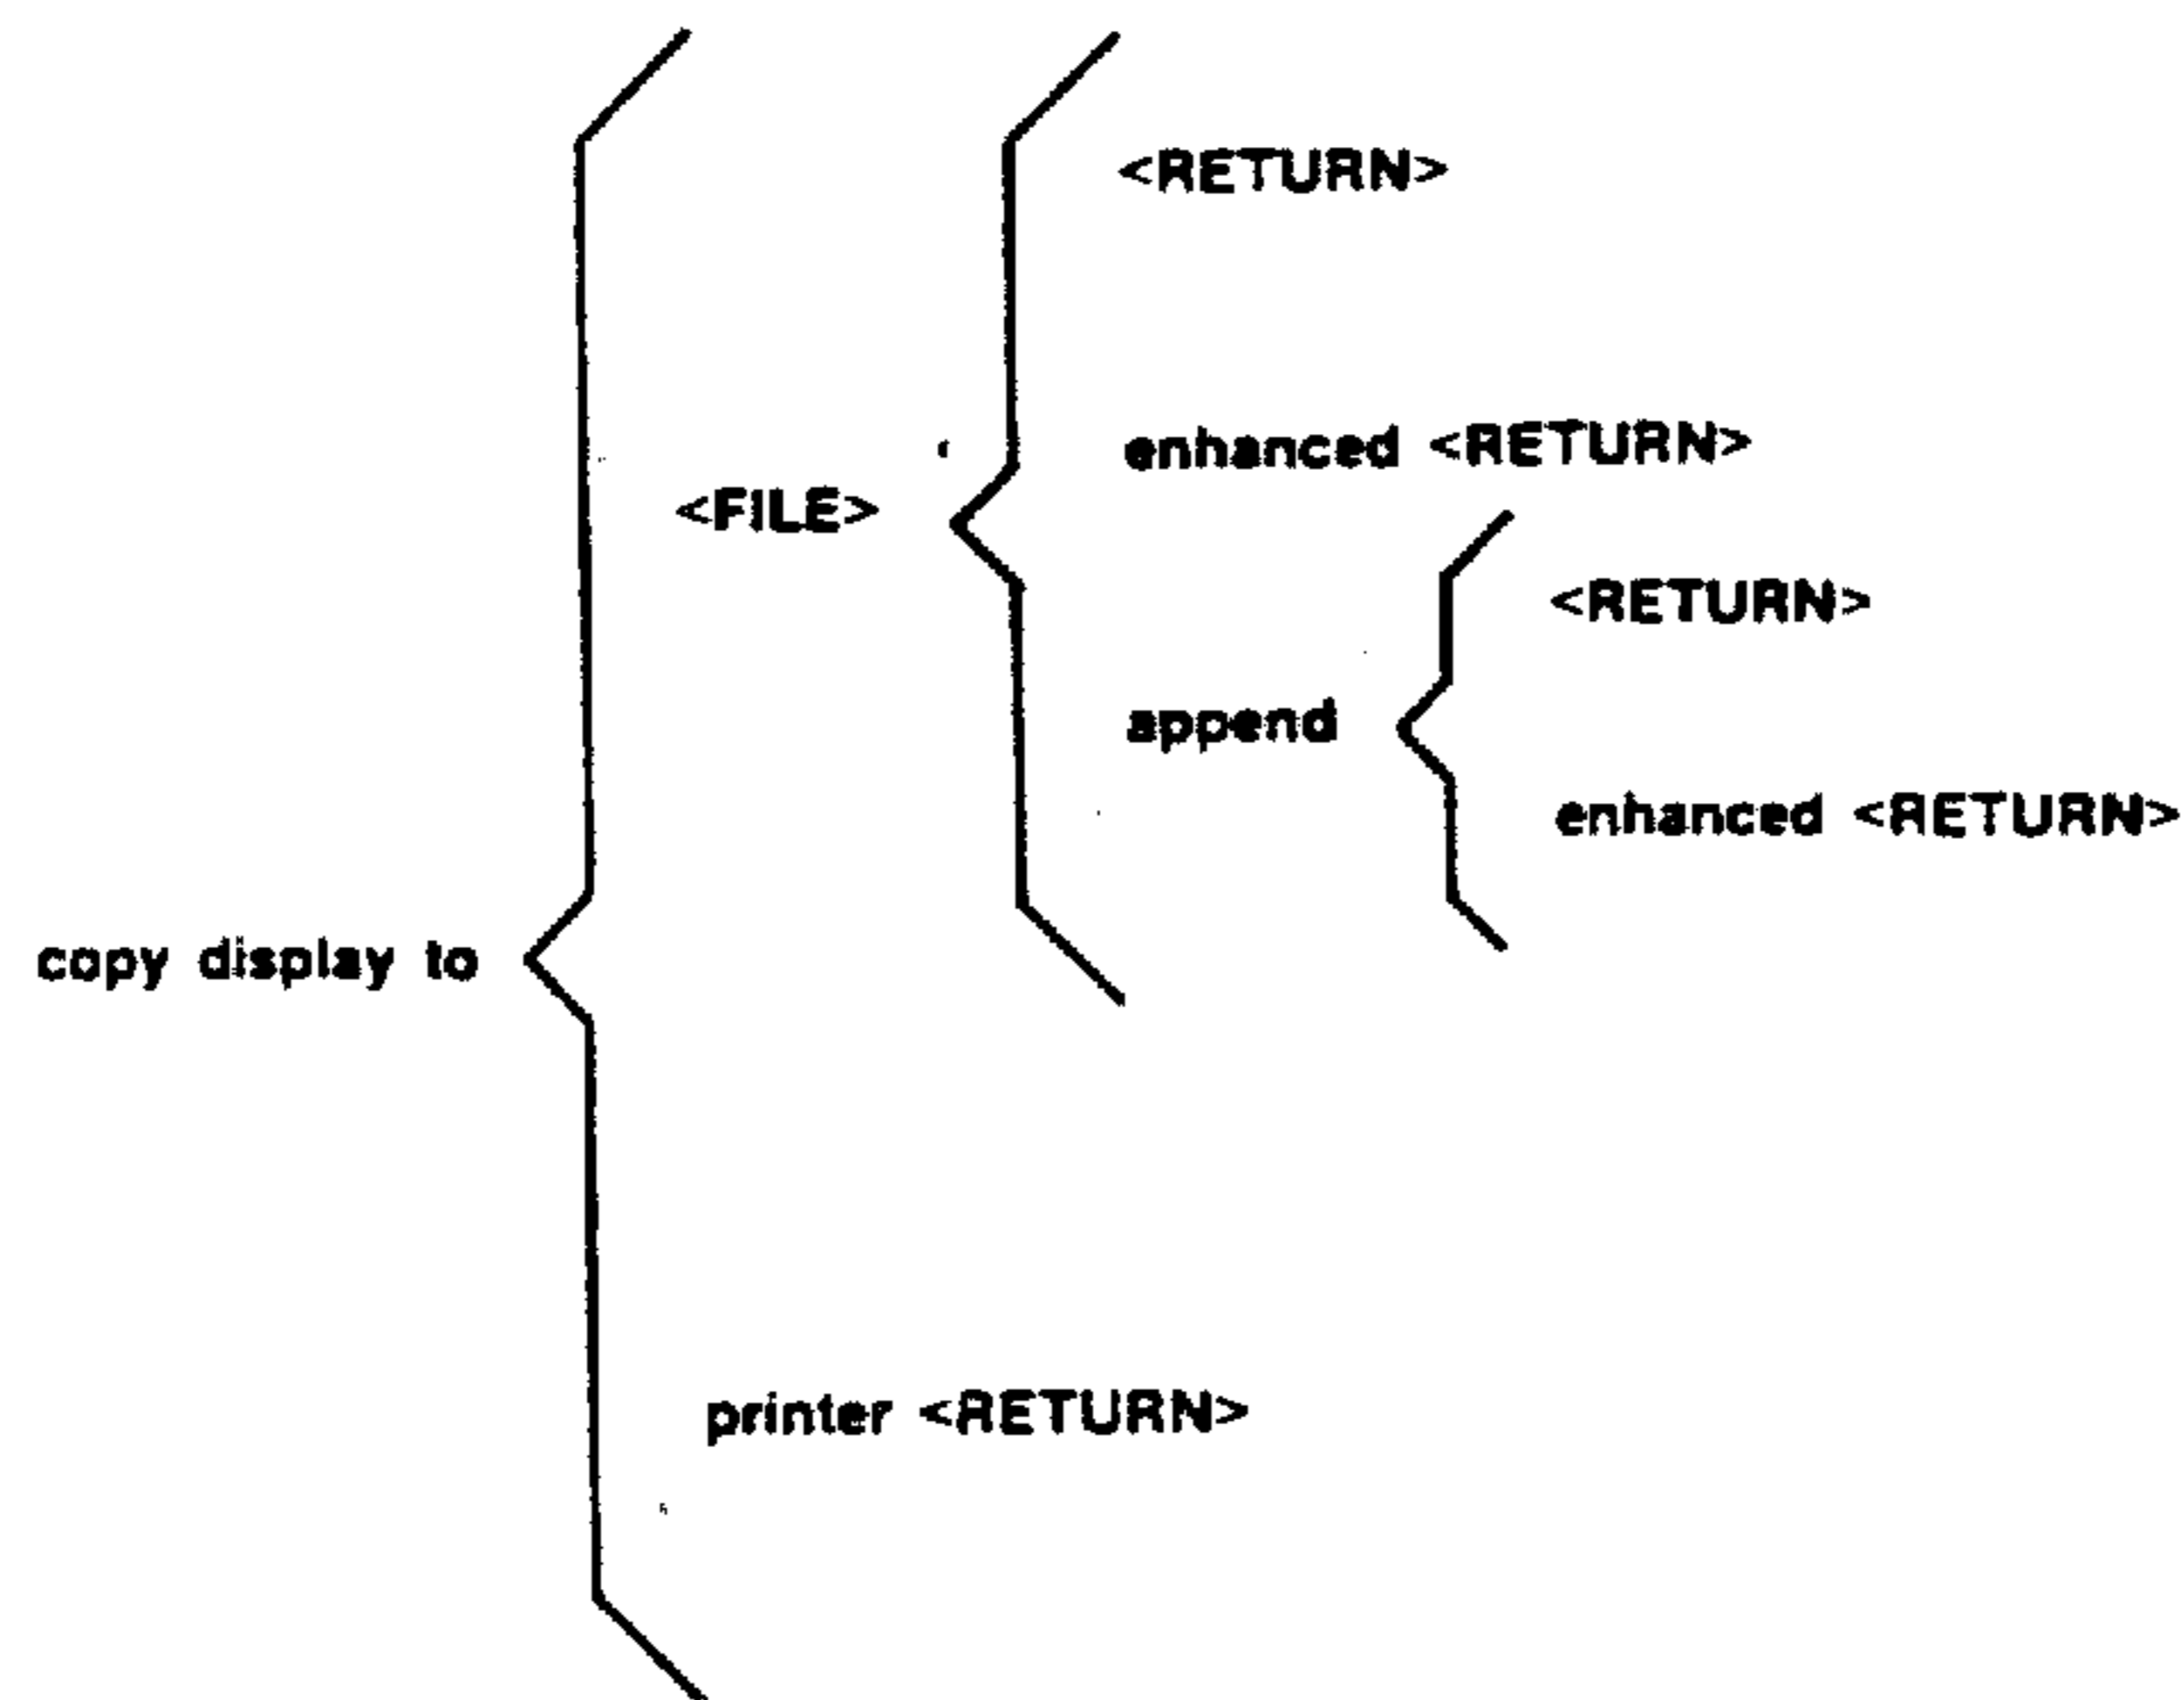 <RETURN>
enhanced <RETURN>
<FILE>
<RETURN>
append
enhanced <RETURN>
copy display to
printer <RETURN>